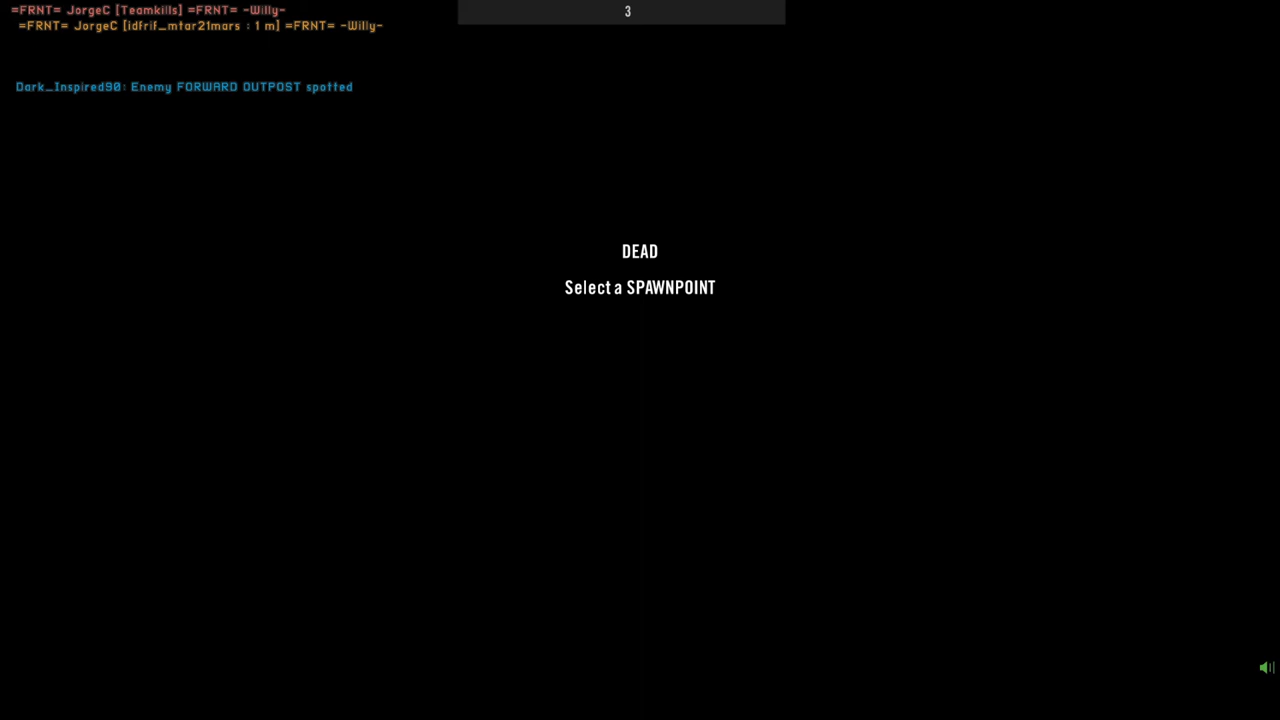 =FRNT= JorgeC [Teamkills] =FRNT= -Willy-
3
=FRNT= JorgeC [idfrif_mtar21mars : 1 m] =FRNT= -Willy-
Dark_Inspired90: Enemy FORWARD OUTPOST spotted
DEAD
Select a SPAWNPOINT